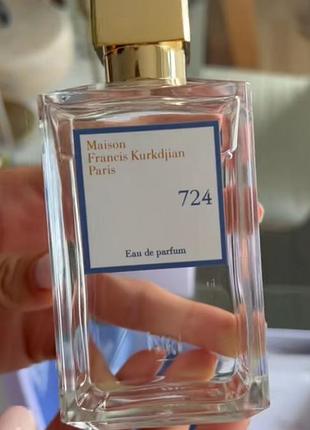 Maison
Francis Kurkdjian
Paris
724
Eau de parfum